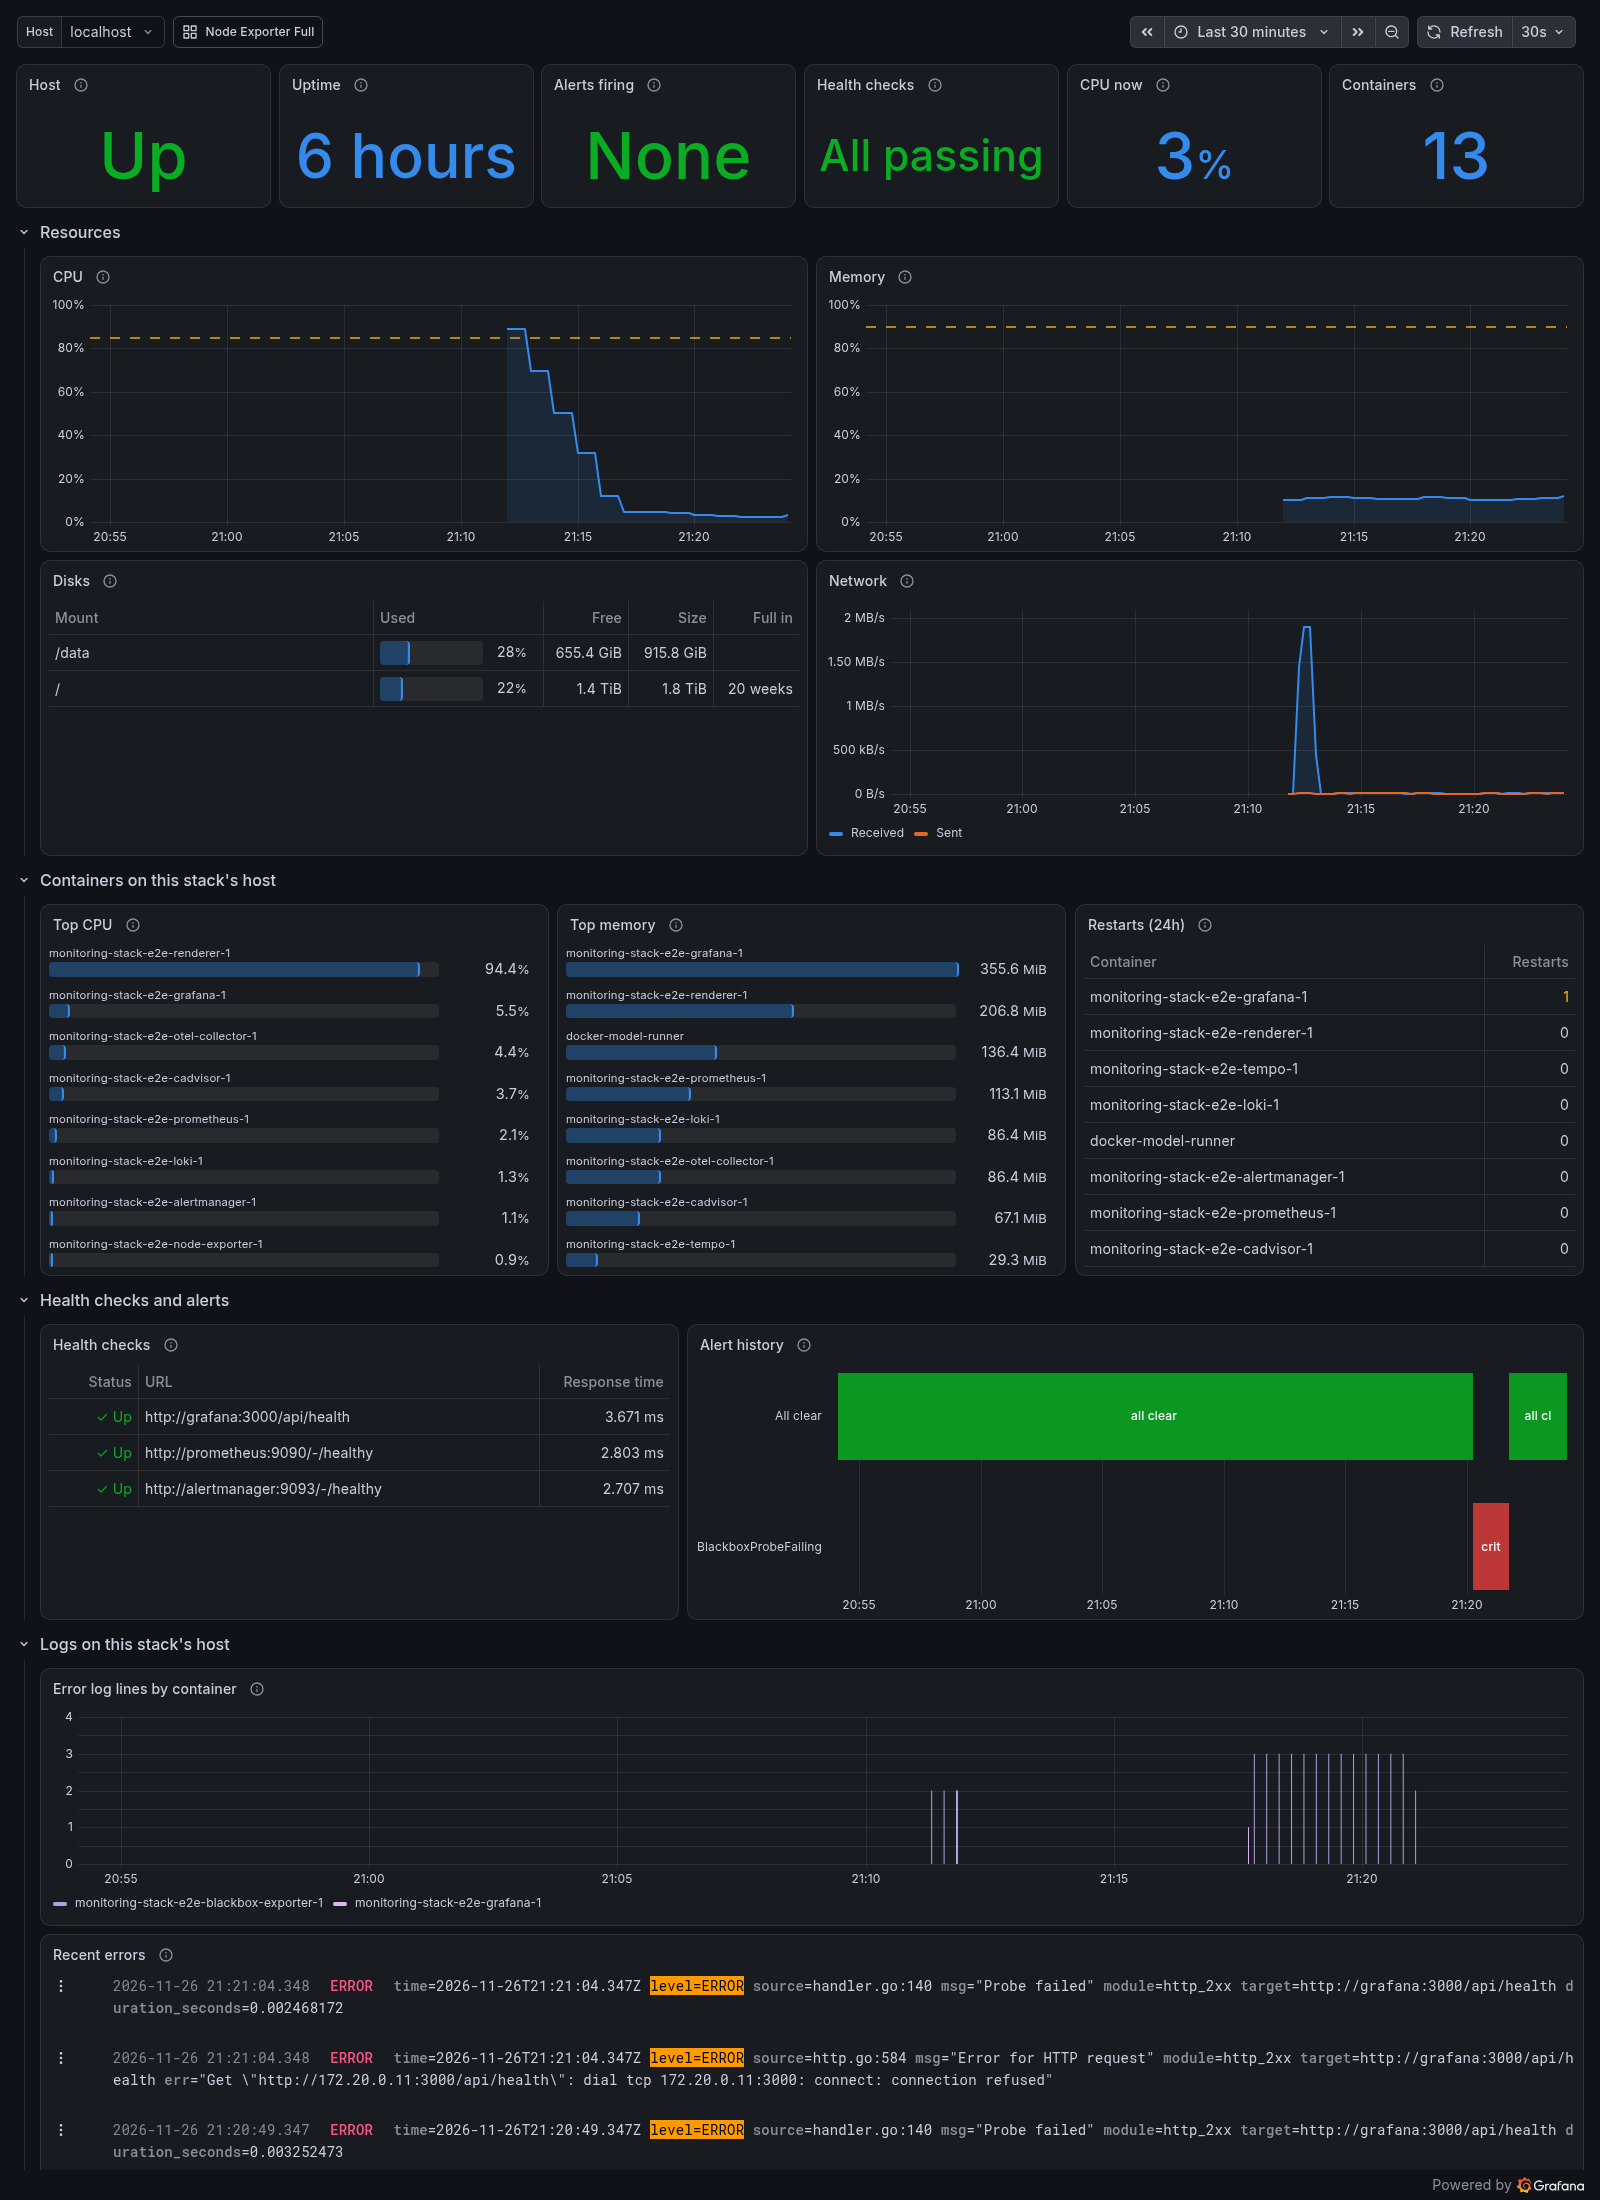 Host localhost Node Exporter Full Last 30 minutes Refresh 30s
Host Uptime Alerts firing Health checks CPU now Containers
Up 6 hours None All passing 3% 13
Resources
CPU
100%
80%
60%
40%
20%
0%
20:55 21:00 21:05 21:10 21:15 21:20
Memory
100%
80%
60%
40%
20%
0%
20:55 21:00 21:05 21:10 21:15 21:20
Disks
Mount Used Free Size Full in
/data 28% 655.4 GiB 915.8 GiB
/ 22% 1.4 TiB 1.8 TiB 20 weeks
Network
2 MB/s
1.50 MB/s
1 MB/s
500 kB/s
0 B/s
20:55 21:00 21:05 21:10 21:15 21:20
Received Sent
Containers on this stack's host
Top CPU
monitoring-stack-e2e-renderer-1
94.4%
monitoring-stack-e2e-grafana-1
5.5%
monitoring-stack-e2e-otel-collector-1
4.4%
monitoring-stack-e2e-cadvisor-1
3.7%
monitoring-stack-e2e-prometheus-1
2.1%
monitoring-stack-e2e-loki-1
1.3%
monitoring-stack-e2e-alertmanager-1
1.1%
monitoring-stack-e2e-node-exporter-1
0.9%
Top memory
monitoring-stack-e2e-grafana-1
355.6 MiB
monitoring-stack-e2e-renderer-1
206.8 MiB
docker-model-runner
136.4 MiB
monitoring-stack-e2e-prometheus-1
113.1 MiB
monitoring-stack-e2e-loki-1
86.4 MiB
monitoring-stack-e2e-otel-collector-1
86.4 MiB
monitoring-stack-e2e-cadvisor-1
67.1 MiB
monitoring-stack-e2e-tempo-1
29.3 MiB
Restarts (24h)
Container Restarts
monitoring-stack-e2e-grafana-1 1
monitoring-stack-e2e-renderer-1 0
monitoring-stack-e2e-tempo-1 0
monitoring-stack-e2e-loki-1 0
docker-model-runner 0
monitoring-stack-e2e-alertmanager-1 0
monitoring-stack-e2e-prometheus-1 0
monitoring-stack-e2e-cadvisor-1 0
Health checks and alerts
Health checks
Status URL Response time
Up http://grafana:3000/api/health 3.671 ms
Up http://prometheus:9090/-/healthy 2.803 ms
Up http://alertmanager:9093/-/healthy 2.707 ms
Alert history
All clear all clear all cl
BlackboxProbeFailing crit
20:55 21:00 21:05 21:10 21:15 21:20
Logs on this stack's host
Error log lines by container
4
3
2
1
0
20:55 21:00 21:05 21:10 21:15 21:20
monitoring-stack-e2e-blackbox-exporter-1 monitoring-stack-e2e-grafana-1
Recent errors
2026-11-26 21:21:04.348 ERROR time=2026-11-26T21:21:04.347Z level=ERROR source=handler.go:140 msg="Probe failed" module=http_2xx target=http://grafana:3000/api/health d
uration_seconds=0.002468172
2026-11-26 21:21:04.348 ERROR time=2026-11-26T21:21:04.347Z level=ERROR source=http.go:584 msg="Error for HTTP request" module=http_2xx target=http://grafana:3000/api/h
ealth err="Get \"http://172.20.0.11:3000/api/health\": dial tcp 172.20.0.11:3000: connect: connection refused"
2026-11-26 21:20:49.347 ERROR time=2026-11-26T21:20:49.347Z level=ERROR source=handler.go:140 msg="Probe failed" module=http_2xx target=http://grafana:3000/api/health d
uration_seconds=0.003252473
Powered by Grafana